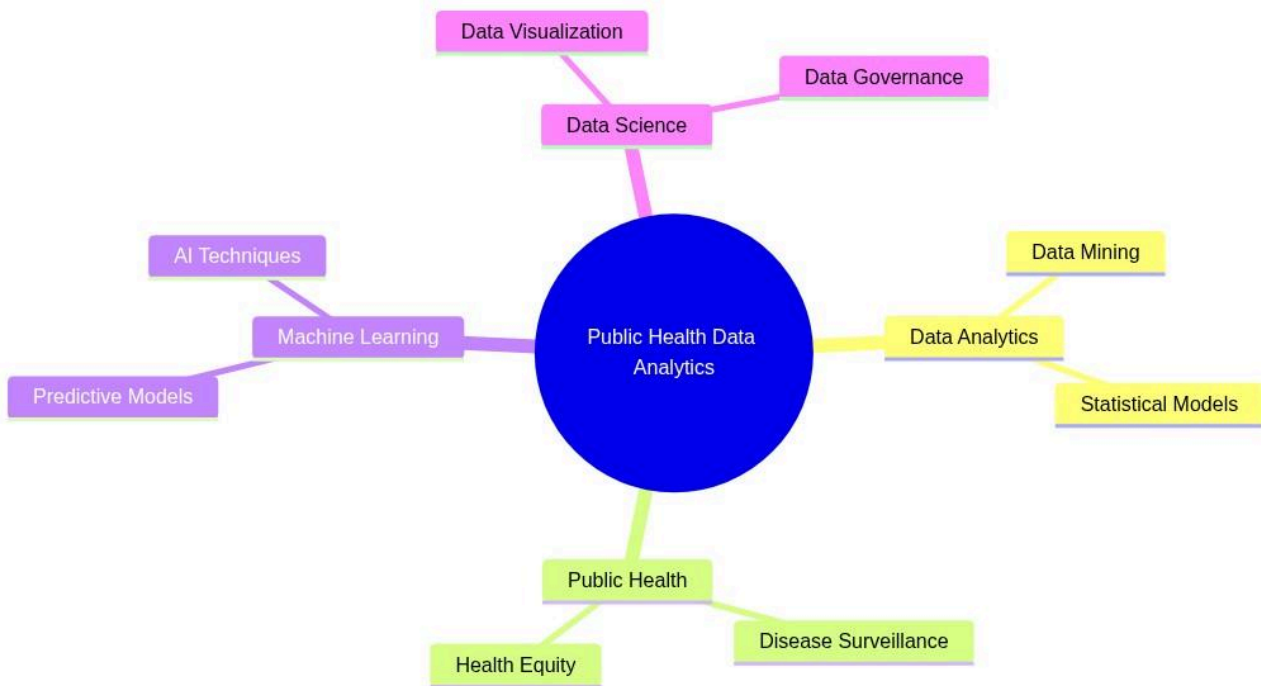 Data Visualization
Data Governance
Data Science
AI Techniques
Machine Learning
Predictive Models
Public Health Data
Analytics
Data Mining
Data Analytics
Statistical Models
Public Health
Health Equity
Disease Surveillance